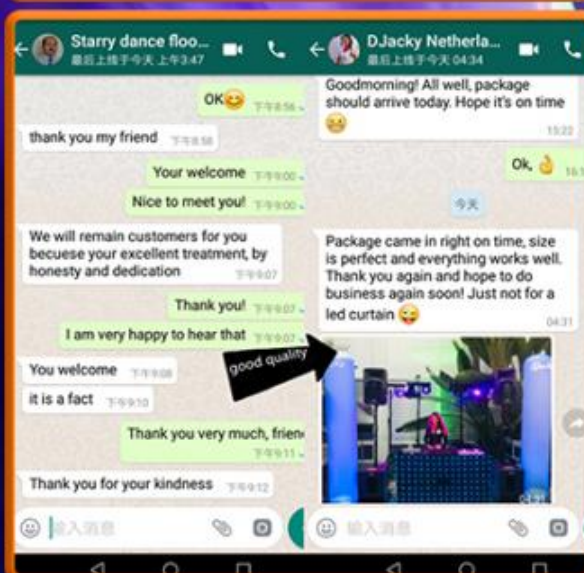 Starry dance floo...
最后上线于今天 上午3:47
OK😊 下午8:56
thank you my friend 下午8:58
Your welcome 下午9:00
Nice to meet you! 下午9:00
We will remain customers for you
becuese your excellent treatment, by
honesty and dedication 下午9:07
Thank you! 下午9:07
I am very happy to hear that 下午9:07
You welcome 下午9:08
it is a fact 下午9:10
Thank you very much, frien
下午9:11
Thank you for your kindness 下午9:12
输入消息
DJacky Netherla...
最后上线于今天 04:34
Goodmorning! All well, package
should arrive today. Hope it's on time
😁 15:22
Ok, 👌
今天
Package came in right on time, size
is perfect and everything works well.
Thank you again and hope to do
business again soon! Just not for a
led curtain 😜 04:31
good quality
04:31
输入消息